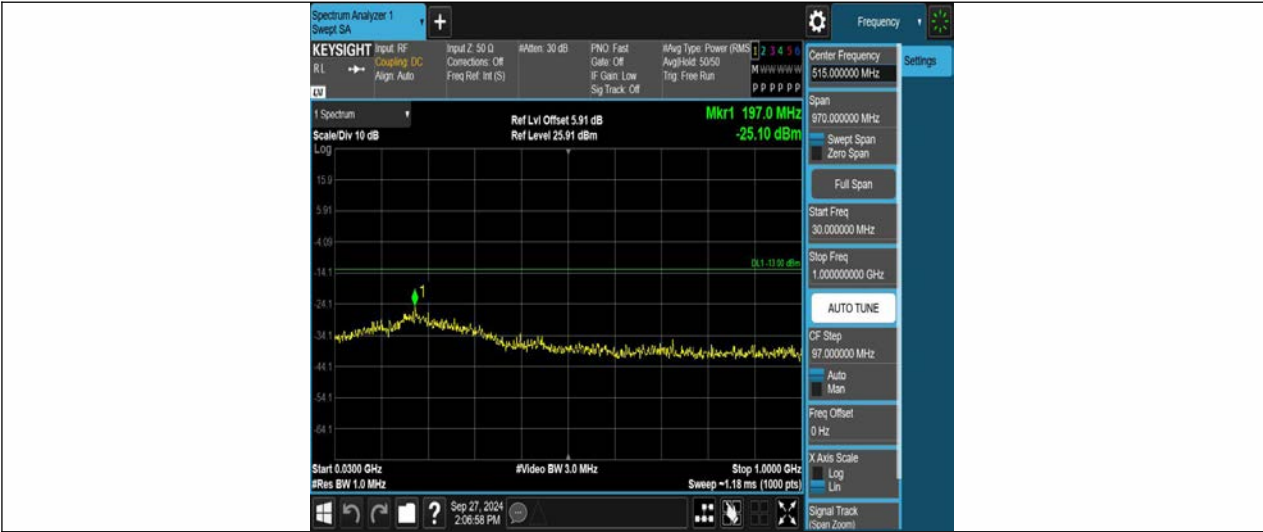 Spectrum Analyzer 1
Swept SA
+
Frequency
KEYSIGHT
RL
Input: RF
Coupling: DC
Align: Auto
Input Z: 50 Ω
Corrections: Off
Freq Ref: Int (S)
#Atten: 30 dB
PNO: Fast
Gate: Off
IF Gain: Low
Sig Track: Off
#Avg Type: Power (RMS
Avg|Hold: 50/50
Trig: Free Run
1 2 3 4 5 6
M W W W W W
P P P P P P
LXI
1 Spectrum
Scale/Div 10 dB
Log
Ref Lvl Offset 5.91 dB
Ref Level 25.91 dBm
Mkr1 197.0 MHz
-25.10 dBm
15.9
5.91
-4.09
-14.1
-24.1
-34.1
-44.1
-54.1
-64.1
DL1 -13.00 dBm
1
Start 0.0300 GHz
#Res BW 1.0 MHz
#Video BW 3.0 MHz
Stop 1.0000 GHz
Sweep ~1.18 ms (1000 pts)
?
Sep 27, 2024
2:06:58 PM
Settings
Center Frequency
515.000000 MHz
Span
970.000000 MHz
Swept Span
Zero Span
Full Span
Start Freq
30.000000 MHz
Stop Freq
1.000000000 GHz
AUTO TUNE
CF Step
97.000000 MHz
Auto
Man
Freq Offset
0 Hz
X Axis Scale
Log
Lin
Signal Track
(Span Zoom)